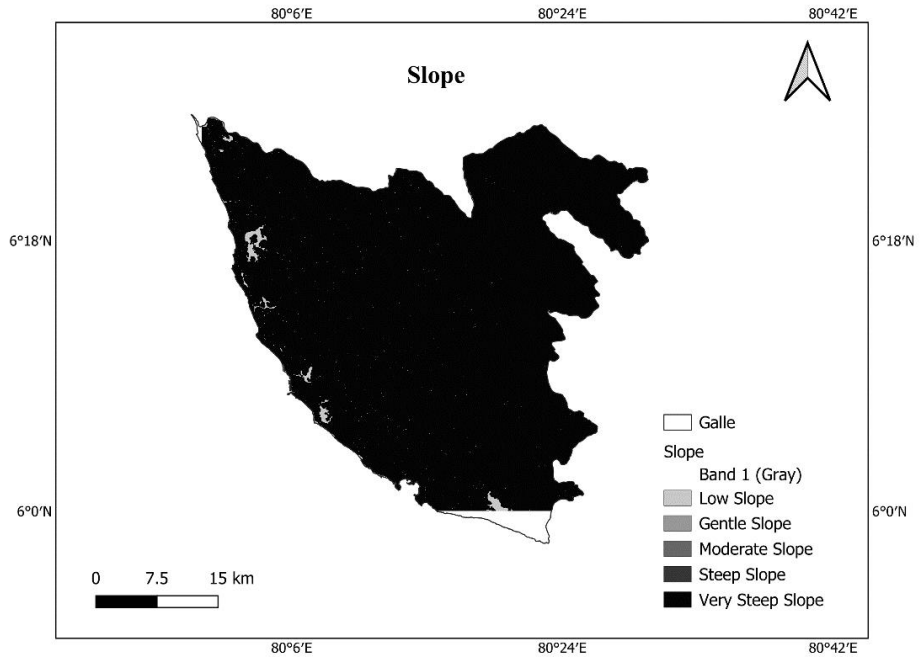 80°6′E 80°24′E 80°42′E
Slope
6°18′N 6°18′N
Galle
Slope
Band 1 (Gray)
Low Slope
Gentle Slope
Moderate Slope
Steep Slope
Very Steep Slope
6°0′N 6°0′N
0 7.5 15 km
80°6′E 80°24′E 80°42′E